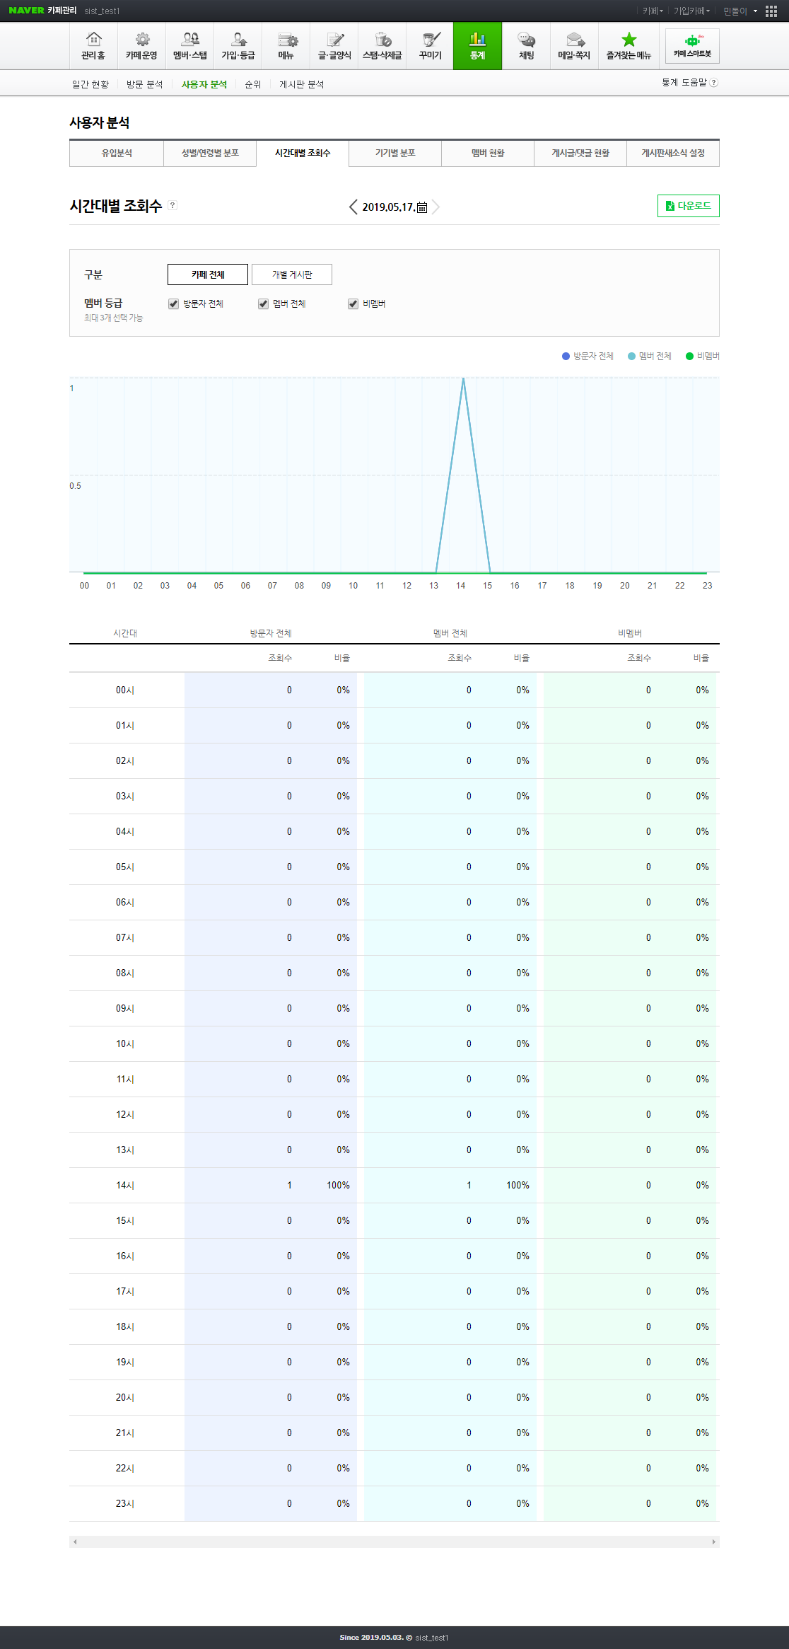 NAVER 카페관리 sist_test1 카페 가입카페 만들이
관리 홈 카페 운영 멤버·스탭 가입·등급 메뉴 글·글양식 스팸·삭제글 꾸미기 통계 채팅 메일·쪽지 즐겨찾는 메뉴 카페 스마트봇
일간 현황 방문 분석 사용자 분석 순위 게시판 분석 통계 도움말 ?
사용자 분석
유입분석 성별/연령별 분포 시간대별 조회수 기기별 분포 멤버 현황 게시글/댓글 현황 게시판새소식 설정
시간대별 조회수 ? 2019.05.17. 다운로드
구분 카페 전체 개별 게시판
멤버 등급 방문자 전체 멤버 전체 비멤버
최대 3개 선택 가능
방문자 전체 멤버 전체 비멤버
1
0.5
00 01 02 03 04 05 06 07 08 09 10 11 12 13 14 15 16 17 18 19 20 21 22 23
시간대 방문자 전체 멤버 전체 비멤버
조회수 비율 조회수 비율 조회수 비율
00시 0 0% 0 0% 0 0%
01시 0 0% 0 0% 0 0%
02시 0 0% 0 0% 0 0%
03시 0 0% 0 0% 0 0%
04시 0 0% 0 0% 0 0%
05시 0 0% 0 0% 0 0%
06시 0 0% 0 0% 0 0%
07시 0 0% 0 0% 0 0%
08시 0 0% 0 0% 0 0%
09시 0 0% 0 0% 0 0%
10시 0 0% 0 0% 0 0%
11시 0 0% 0 0% 0 0%
12시 0 0% 0 0% 0 0%
13시 0 0% 0 0% 0 0%
14시 1 100% 1 100% 0 0%
15시 0 0% 0 0% 0 0%
16시 0 0% 0 0% 0 0%
17시 0 0% 0 0% 0 0%
18시 0 0% 0 0% 0 0%
19시 0 0% 0 0% 0 0%
20시 0 0% 0 0% 0 0%
21시 0 0% 0 0% 0 0%
22시 0 0% 0 0% 0 0%
23시 0 0% 0 0% 0 0%
Since 2019.05.03. © sist_test1